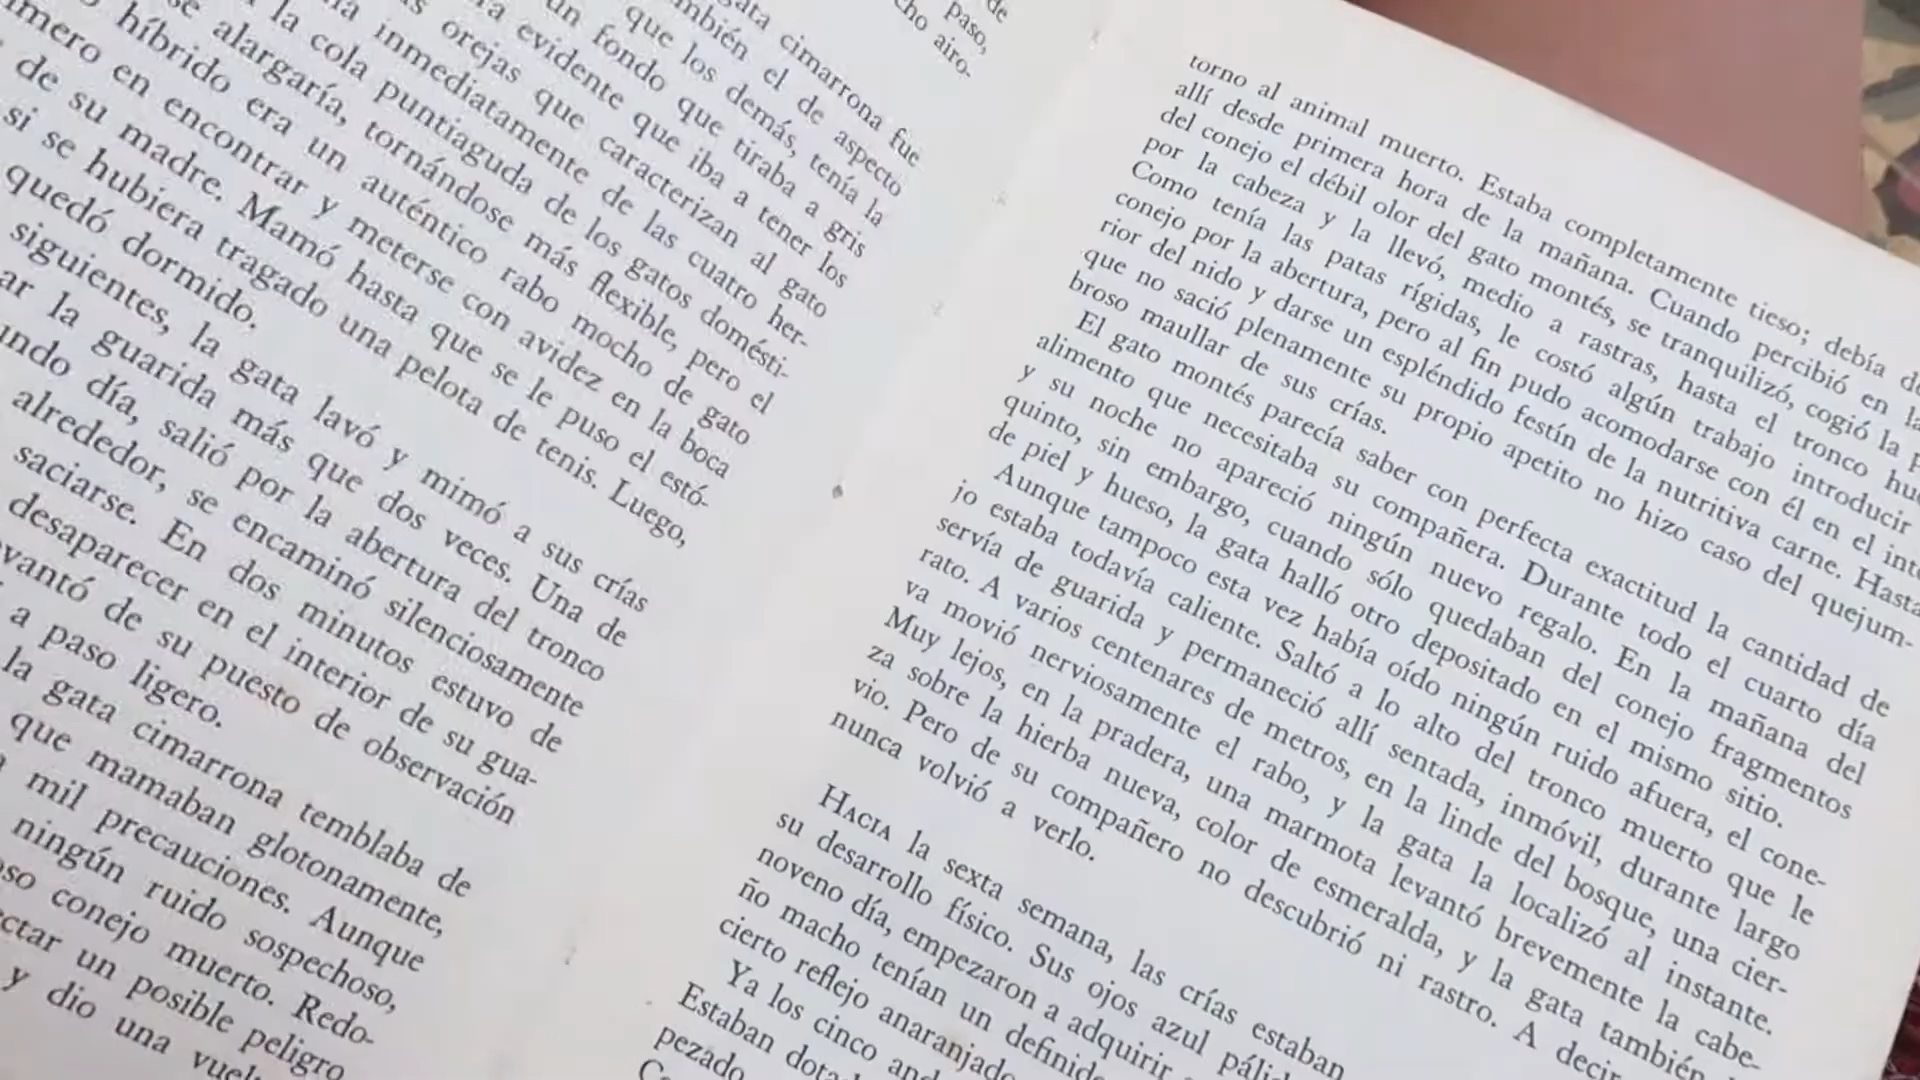 de
paso,
cho airo-
gata cimarrona fue
también el de aspecto
que los demás, tenía la
un fondo que tiraba a gris
evidente que iba a tener los
orejas que caracterizan al gato
inmediatamente de las cuatro her-
la cola puntiaguda de los gatos domésti-
se alargaría, tornándose más flexible, pero el
híbrido era un auténtico rabo mocho de gato
imero en encontrar y meterse con avidez en la boca
de su madre. Mamó hasta que se le puso el estó-
si se hubiera tragado una pelota de tenis. Luego,
quedó dormido.
siguientes, la gata lavó y mimó a sus crías
ar la guarida más que dos veces. Una de
undo día, salió por la abertura del tronco
alrededor, se encaminó silenciosamente
saciarse. En dos minutos estuvo de
desaparecer en el interior de su gua-
vantó de su puesto de observación
a paso ligero.
la gata cimarrona temblaba de
que mamaban glotonamente,
mil precauciones. Aunque
ningún ruido sospechoso,
oso conejo muerto. Redo-
ectar un posible peligro
y dio una vuel
torno al animal muerto. Estaba completamente tieso; debía d
allí desde primera hora de la mañana. Cuando percibió en la
del conejo el débil olor del gato montés, se tranquilizó, cogió la p
por la cabeza y la llevó, medio a rastras, hasta el tronco hue
Como tenía las patas rígidas, le costó algún trabajo introducir
conejo por la abertura, pero al fin pudo acomodarse con él en el inte
rior del nido y darse un espléndido festín de la nutritiva carne. Hasta
que no sació plenamente su propio apetito no hizo caso del quejum-
broso maullar de sus crías.
El gato montés parecía saber con perfecta exactitud la cantidad de
alimento que necesitaba su compañera. Durante todo el cuarto día
y su noche no apareció ningún nuevo regalo. En la mañana del
quinto, sin embargo, cuando sólo quedaban del conejo fragmentos
de piel y hueso, la gata halló otro depositado en el mismo sitio.
Aunque tampoco esta vez había oído ningún ruido afuera, el cone-
jo estaba todavía caliente. Saltó a lo alto del tronco muerto que le
servía de guarida y permaneció allí sentada, inmóvil, durante largo
rato. A varios centenares de metros, en la linde del bosque, una cier-
va movió nerviosamente el rabo, y la gata la localizó al instante.
Muy lejos, en la pradera, una marmota levantó brevemente la cabe-
za sobre la hierba nueva, color de esmeralda, y la gata también
vio. Pero de su compañero no descubrió ni rastro. A decir
nunca volvió a verlo.
HACIA la sexta semana, las crías estaban
su desarrollo físico. Sus ojos azul pálid
noveno día, empezaron a adquirir
ño macho tenían un definid
cierto reflejo anaranjado
Ya los cinco and
Estaban dota
pezado